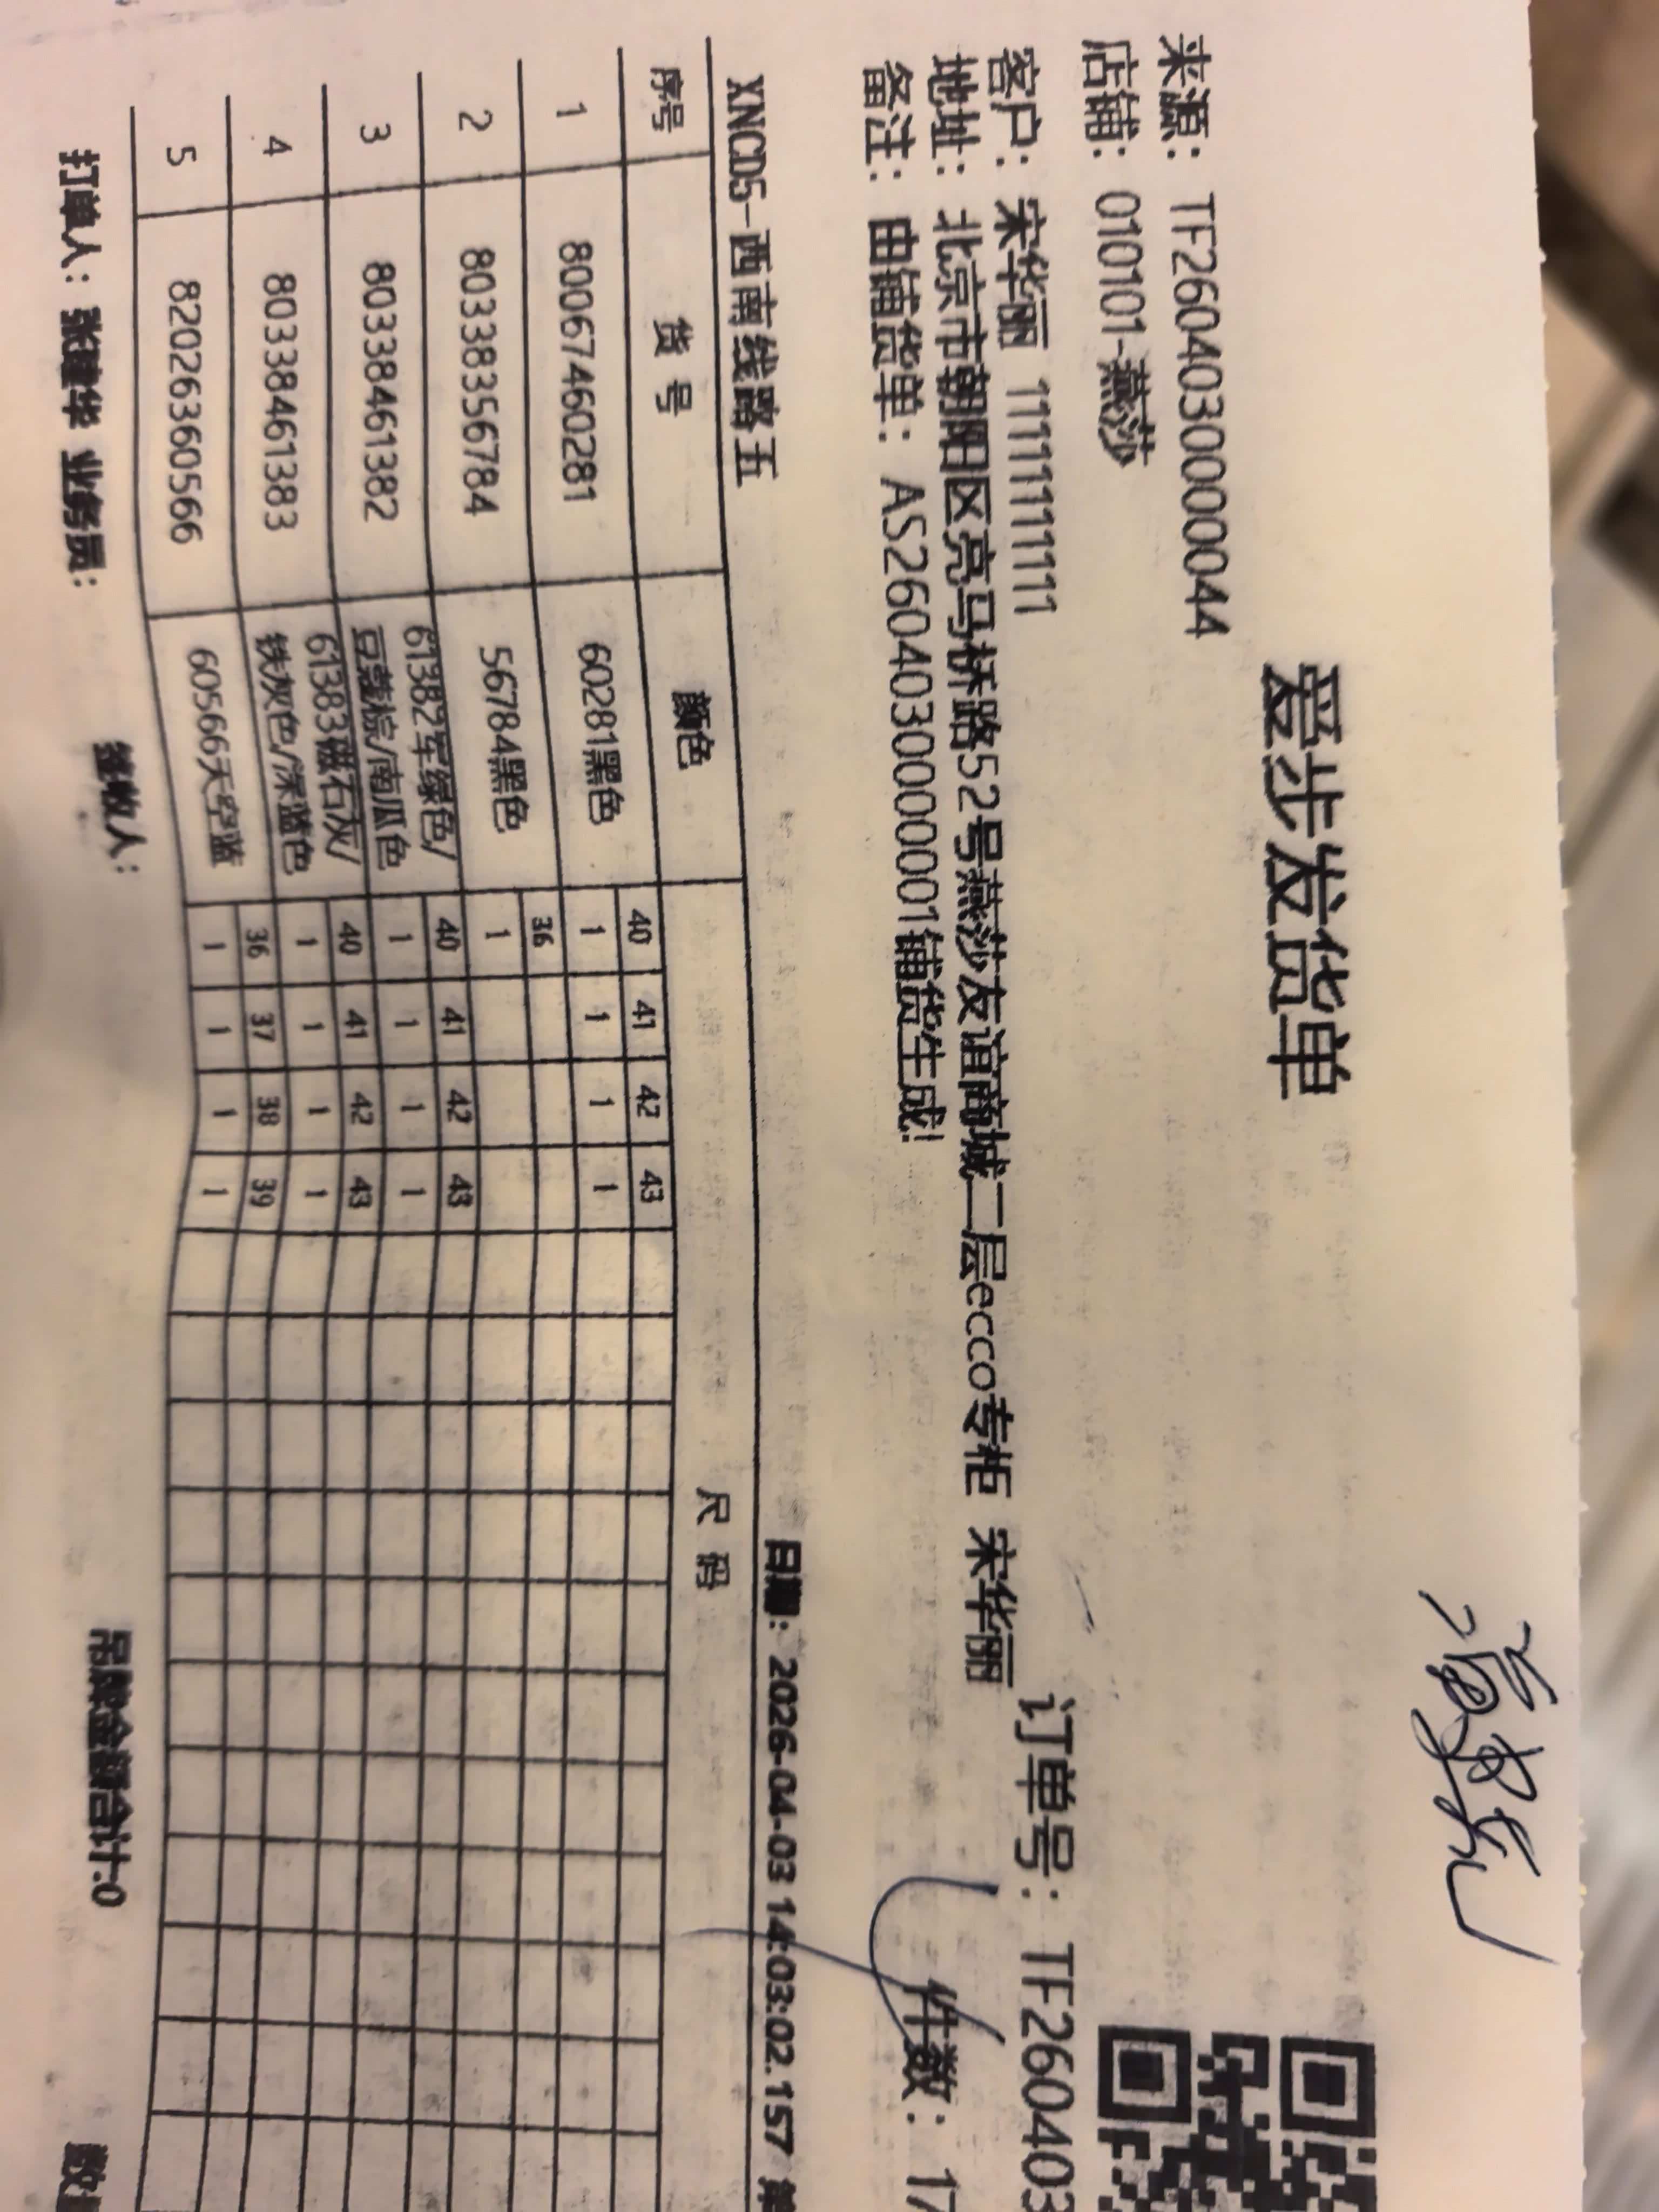 爱步发货单
来源：TF26040300000044
店铺：010101-燕莎
订单号：TF260403
客户：宋华丽 11111111111
地址：北京市朝阳区亮马桥路52号燕莎友谊商城二层ecco专柜 宋华丽
件数：17
备注：由铺货单：AS26040300000001铺货生成!
XNCD5-西南线路五 日期：2026-04-03 14:03:02.157
序号 货号 颜色 尺码
40 41 42 43
1 80067460281 60281黑色 1 1 1 1
36
2 80338356784 56784黑色 1
40 41 42 43
3 80338461382 61382军绿色/ 1 1 1 1
豆蔻棕/南瓜色
40 41 42 43
4 80338461383 61383磁石灰/ 1 1 1 1
铁灰色/深蓝色
36 37 38 39
5 82026360566 60566天空蓝 1 1 1 1
打单人：张建华 业务员： 签收人： 吊牌金额合计:0